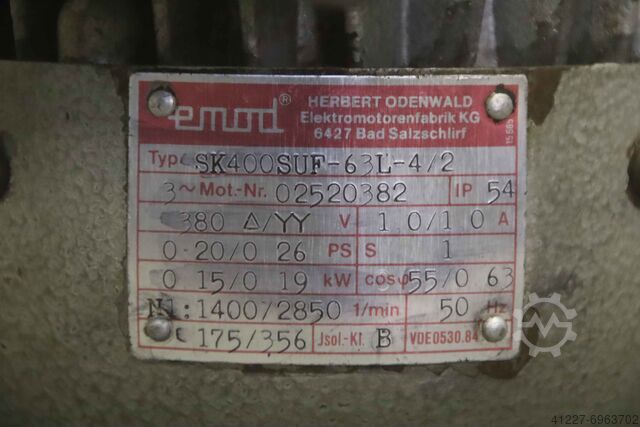 emod® HERBERT ODENWALD
Elektromotorenfabrik KG
6427 Bad Salzschlirf
Typ SK400SUF-63L-4/2
3~ Mot.-Nr. 02520382 IP 54
380 Δ/YY V 1 0/1 0 A
0 20/0 26 PS S 1
0 15/0 19 kW cosφ 55/0 63
N1:1400/2850 1/min 50 Hz
175/356 Jsol.-Kl. B VDE0530.84
41227-6963702